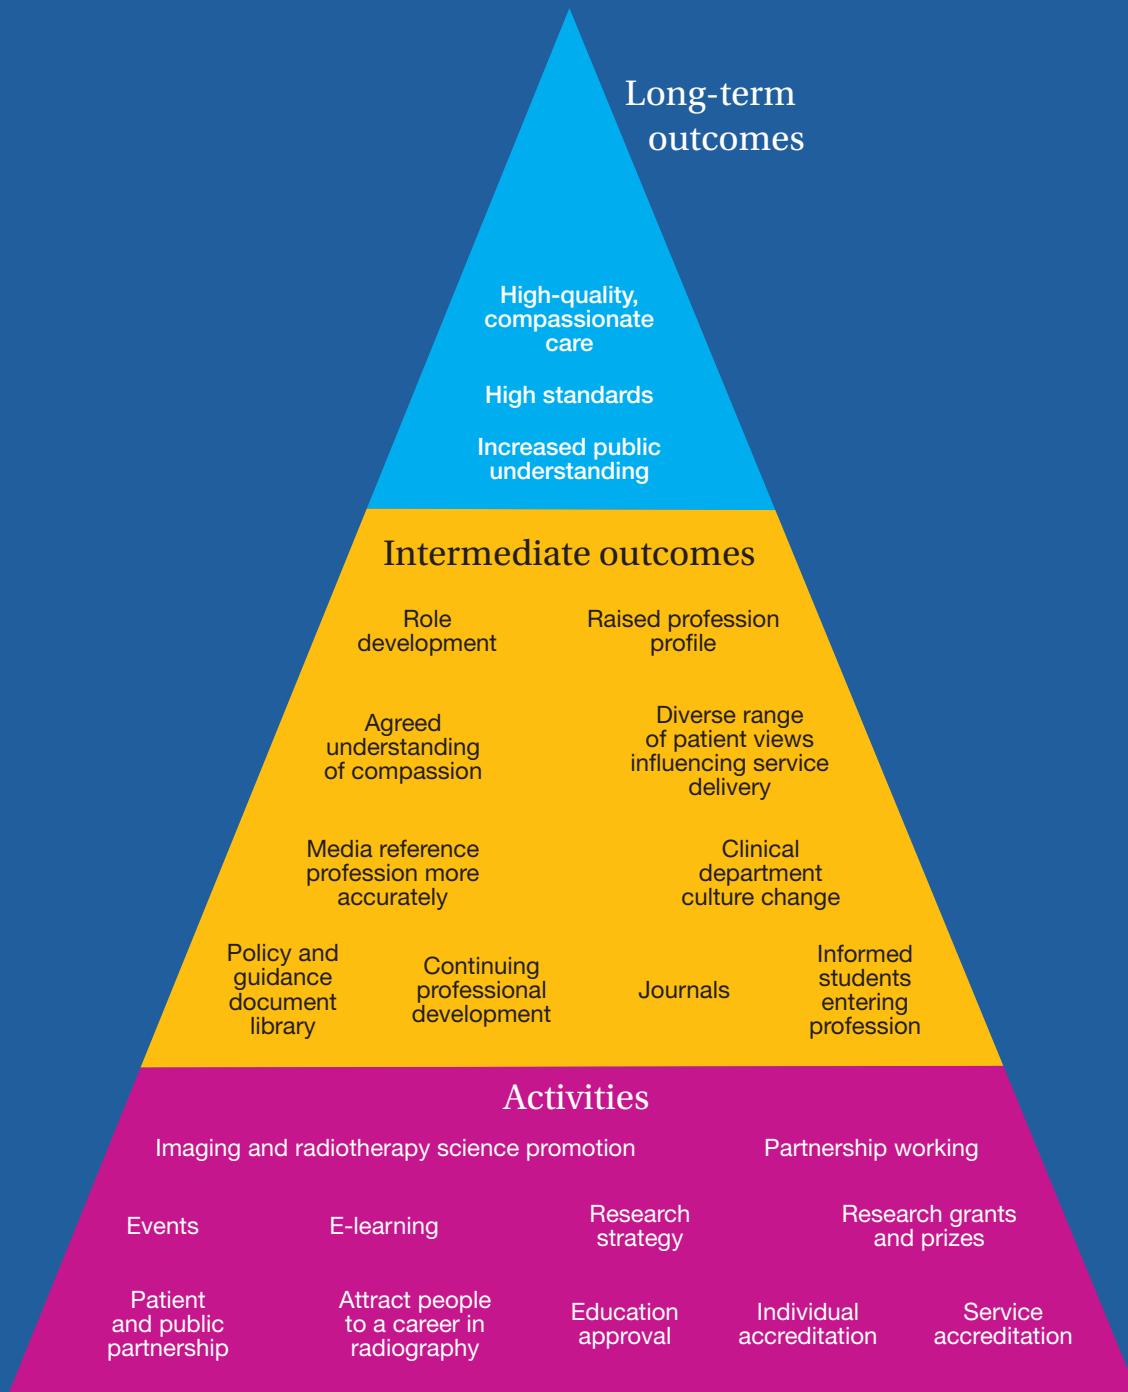 Long-term
outcomes
High-quality,
compassionate
care
High standards
Increased public
understanding
Intermediate outcomes
Role
development
Raised profession
profile
Agreed
understanding
of compassion
Diverse range
of patient views
influencing service
delivery
Media reference
profession more
accurately
Clinical
department
culture change
Policy and
guidance
document
library
Continuing
professional
development
Journals
Informed
students
entering
profession
Activities
Imaging and radiotherapy science promotion
Partnership working
Events
E-learning
Research
strategy
Research grants
and prizes
Patient
and public
partnership
Attract people
to a career in
radiography
Education
approval
Individual
accreditation
Service
accreditation